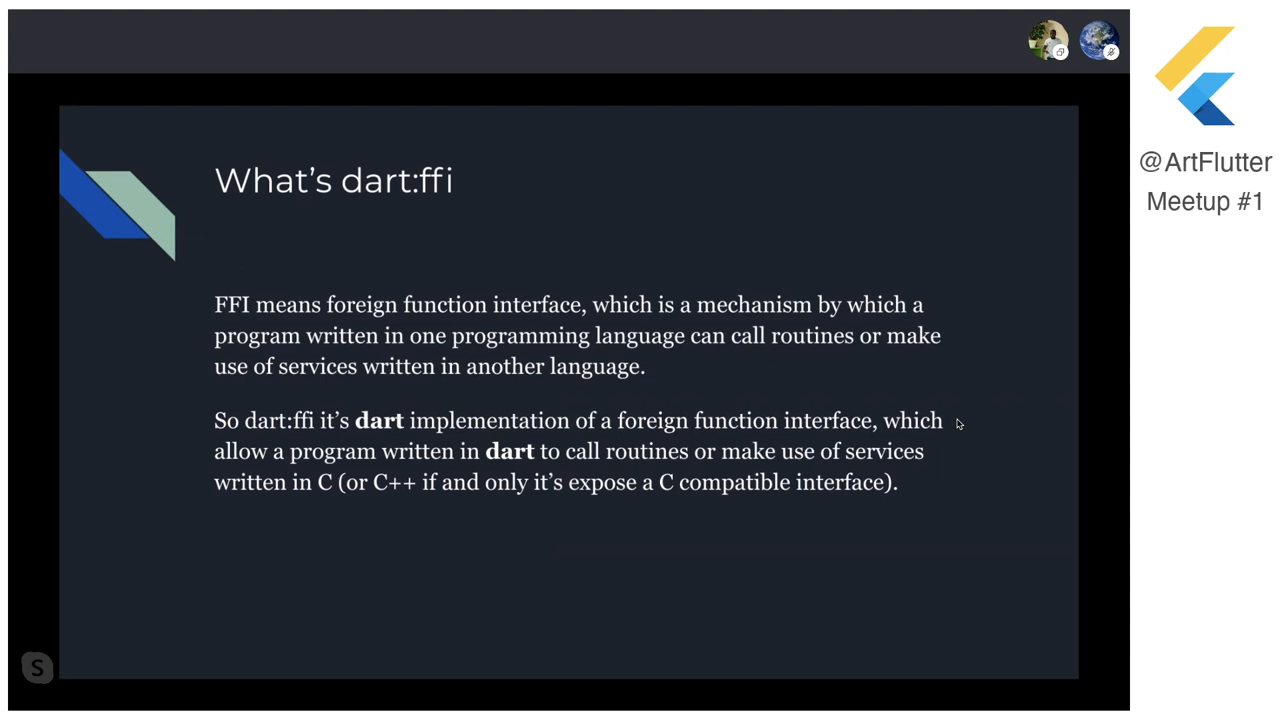 What's dart:ffi
FFI means foreign function interface, which is a mechanism by which a
program written in one programming language can call routines or make
use of services written in another language.
So dart:ffi it's dart implementation of a foreign function interface, which
allow a program written in dart to call routines or make use of services
written in C (or C++ if and only it's expose a C compatible interface).
S
@ArtFlutter
Meetup #1